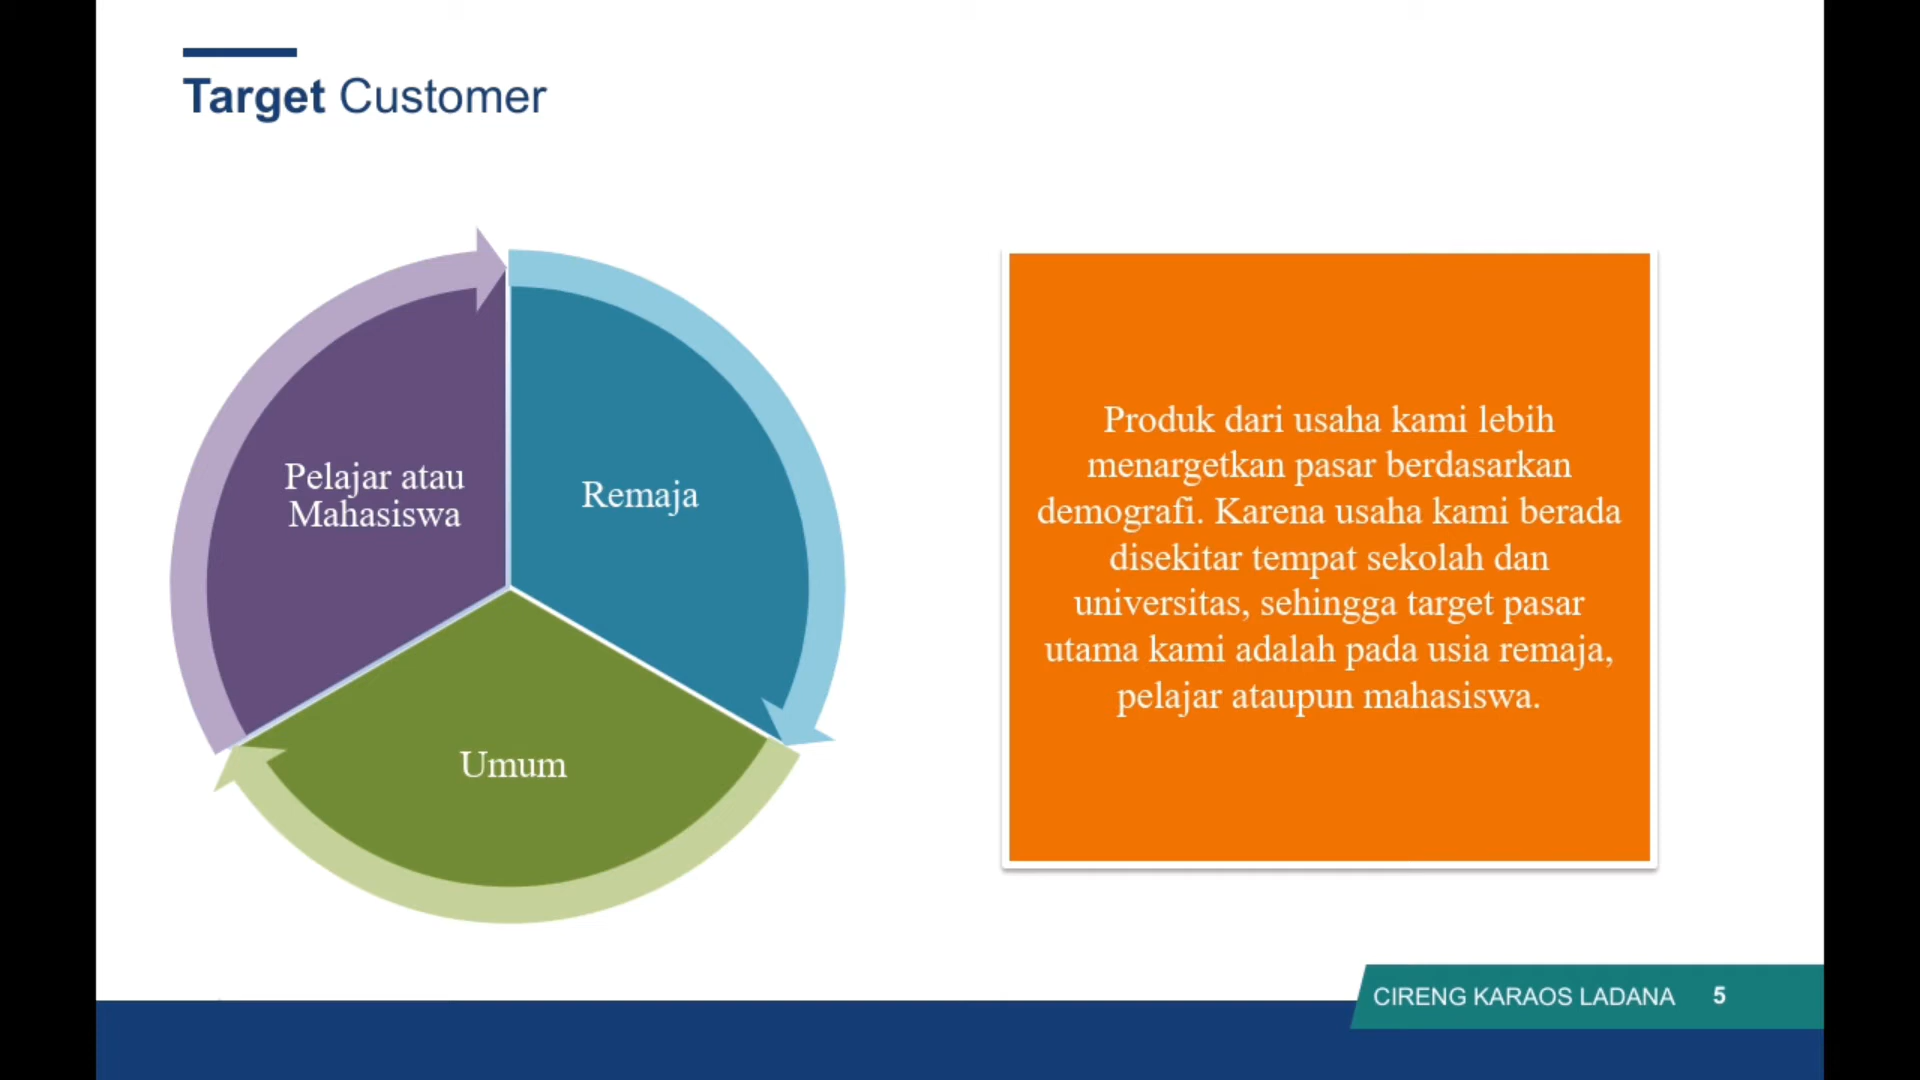 Target Customer
Pelajar atau
Mahasiswa
Remaja
Umum
Produk dari usaha kami lebih
menargetkan pasar berdasarkan
demografi. Karena usaha kami berada
disekitar tempat sekolah dan
universitas, sehingga target pasar
utama kami adalah pada usia remaja,
pelajar ataupun mahasiswa.
CIRENG KARAOS LADANA 5